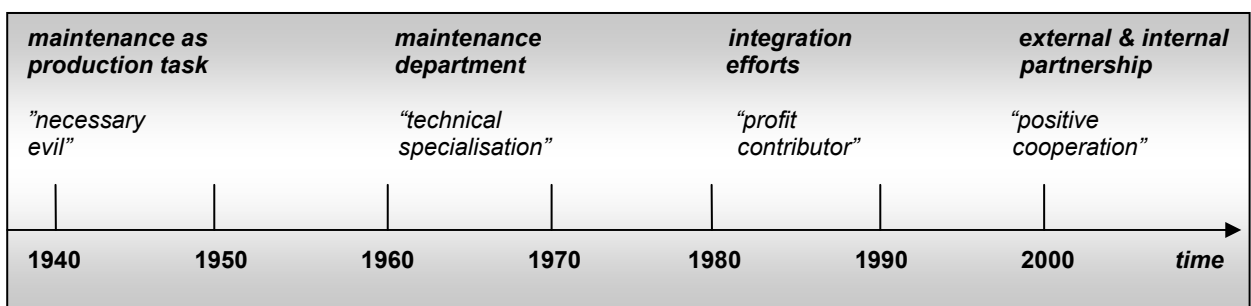 maintenance as
production task
maintenance
department
integration
efforts
external & internal
partnership
”necessary
evil”
“technical
specialisation”
“profit
contributor”
“positive
cooperation”
1940 1950 1960 1970 1980 1990 2000 time